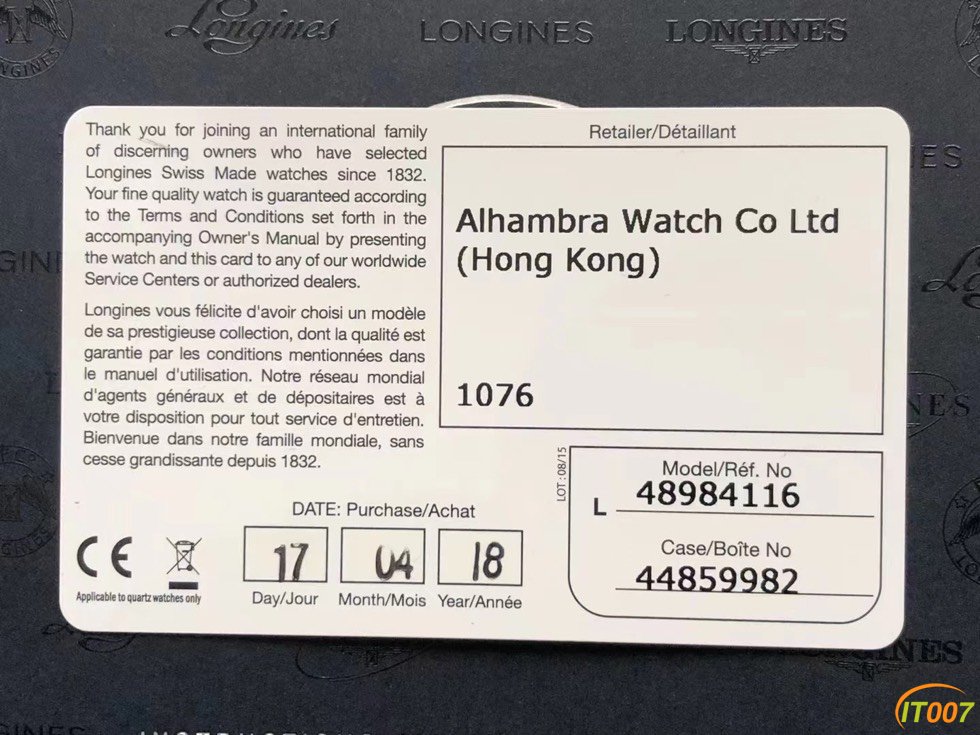 Longines
LONGINES
LONGINES
Thank you for joining an international family
of discerning owners who have selected
Longines Swiss Made watches since 1832.
Your fine quality watch is guaranteed according
to the Terms and Conditions set forth in the
accompanying Owner's Manual by presenting
the watch and this card to any of our worldwide
Service Centers or authorized dealers.
Longines vous félicite d'avoir choisi un modèle
de sa prestigieuse collection, dont la qualité est
garantie par les conditions mentionnées dans
le manuel d'utilisation. Notre réseau mondial
d'agents généraux et de dépositaires est à
votre disposition pour tout service d'entretien.
Bienvenue dans notre famille mondiale, sans
cesse grandissante depuis 1832.
Retailer/Détaillant
Alhambra Watch Co Ltd
(Hong Kong)
1076
LOT : 08/15
Model/Réf. No
L 48984116
Case/Boîte No
44859982
DATE: Purchase/Achat
17 04 18
Day/Jour Month/Mois Year/Année
CE
Applicable to quartz watches only
IT007